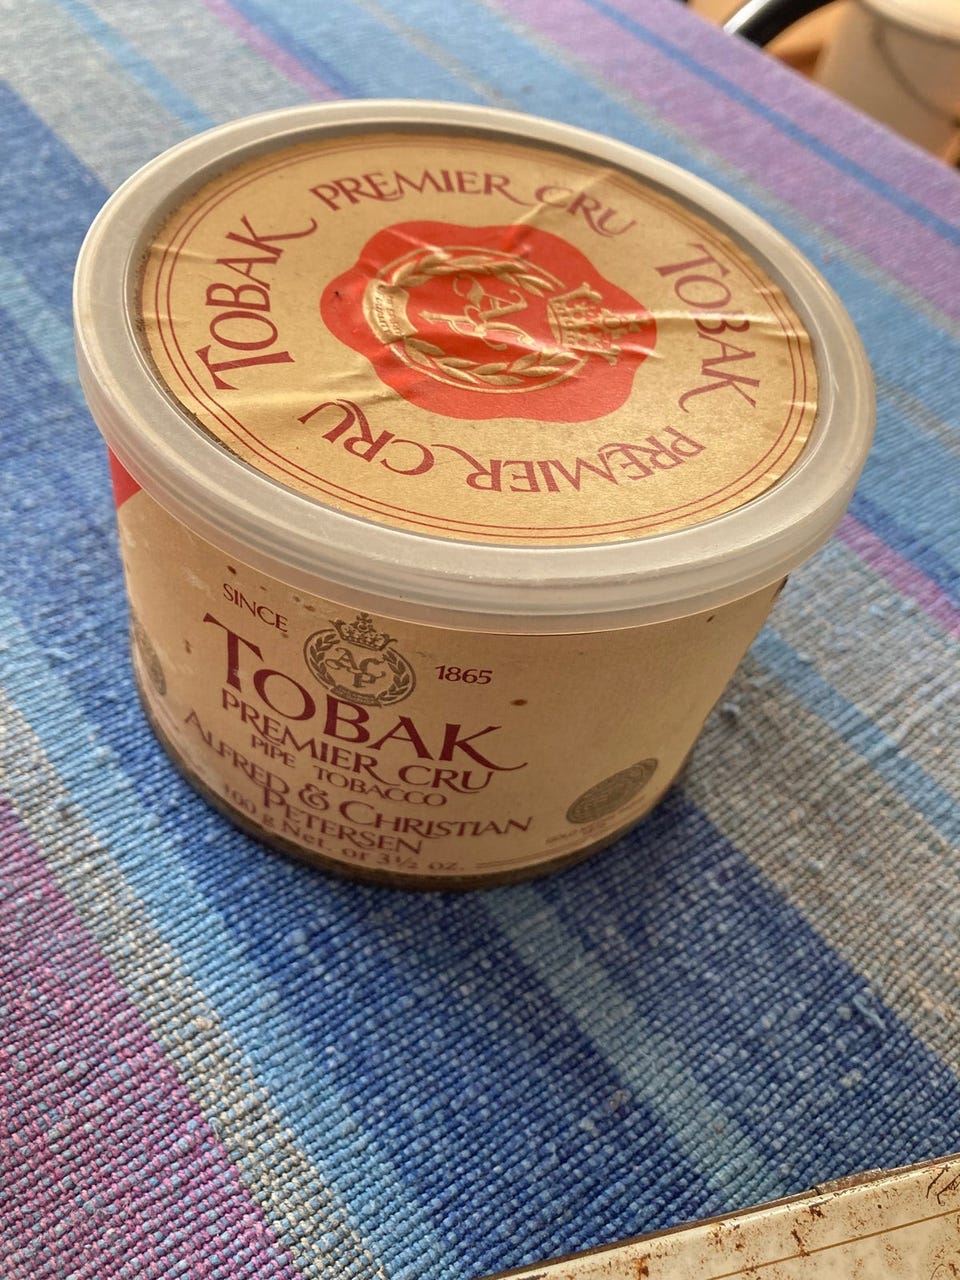 TOBAK PREMIER CRU TOBAK PREMIER CRU
SINCE 1865
TOBAK
PREMIER CRU
PIPE TOBACCO
ALFRED & CHRISTIAN
PETERSEN
100 g Net. or 3½ oz.